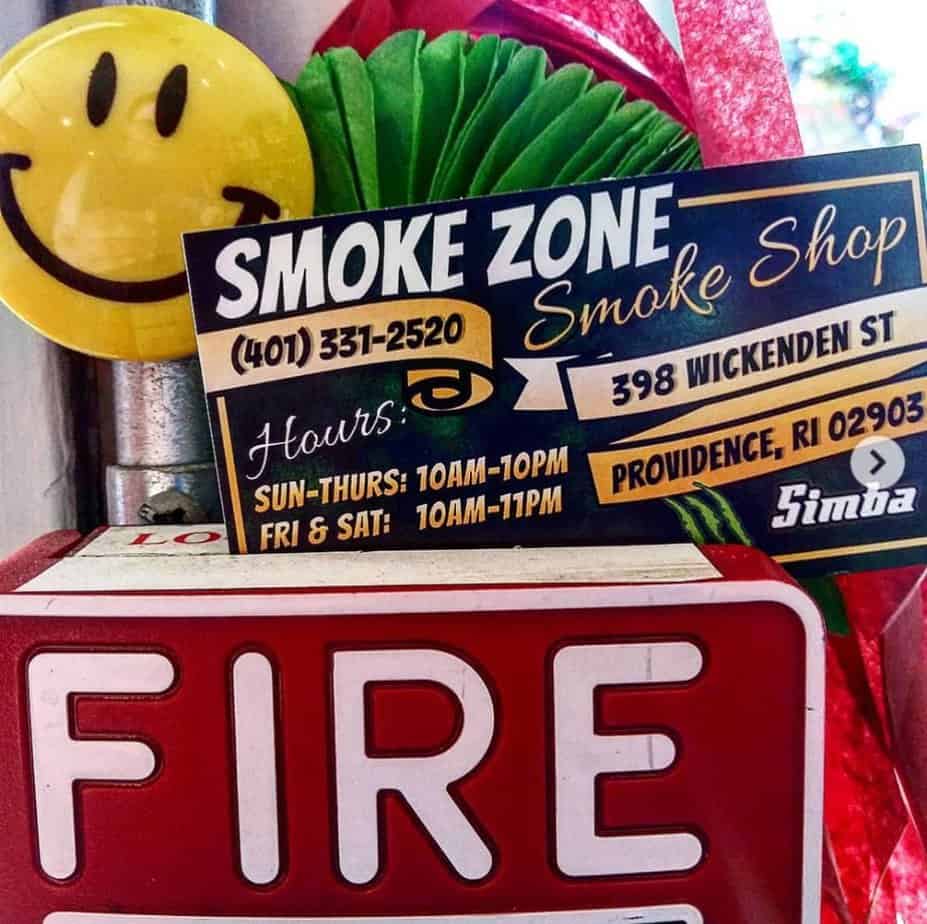 SMOKE ZONE
Smoke Shop
(401) 331-2520
398 WICKENDEN ST
PROVIDENCE, RI 02903
Hours:
SUN-THURS: 10AM-10PM
FRI & SAT: 10AM-11PM
Simba
LO
FIRE